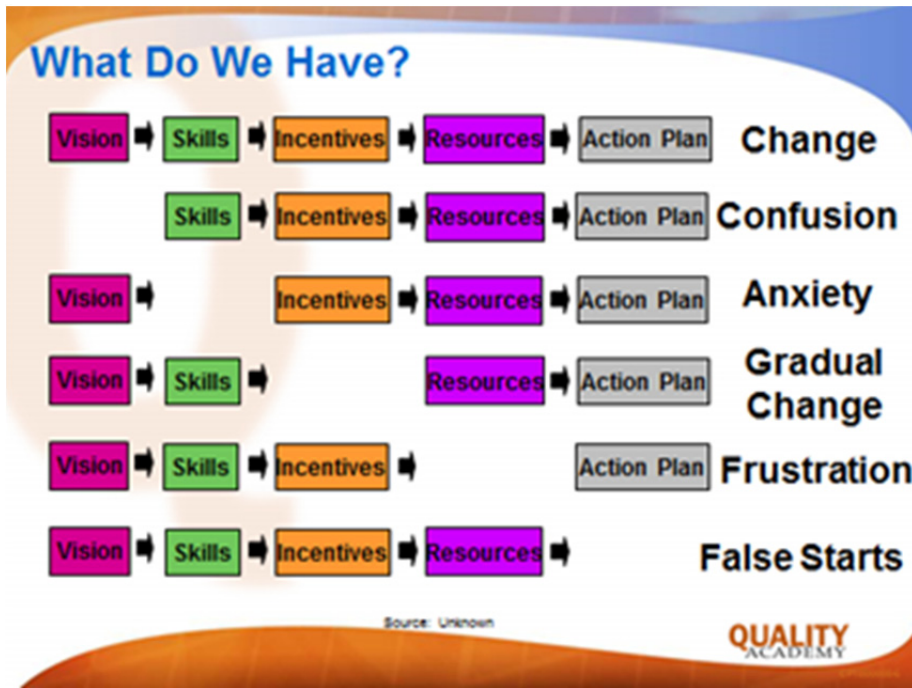 What Do We Have?
Vision Skills Incentives Resources Action Plan Change
Skills Incentives Resources Action Plan Confusion
Vision Incentives Resources Action Plan Anxiety
Vision Skills Resources Action Plan Gradual
Change
Vision Skills Incentives Action Plan Frustration
Vision Skills Incentives Resources False Starts
Source: Unknown
QUALITY
ACADEMY